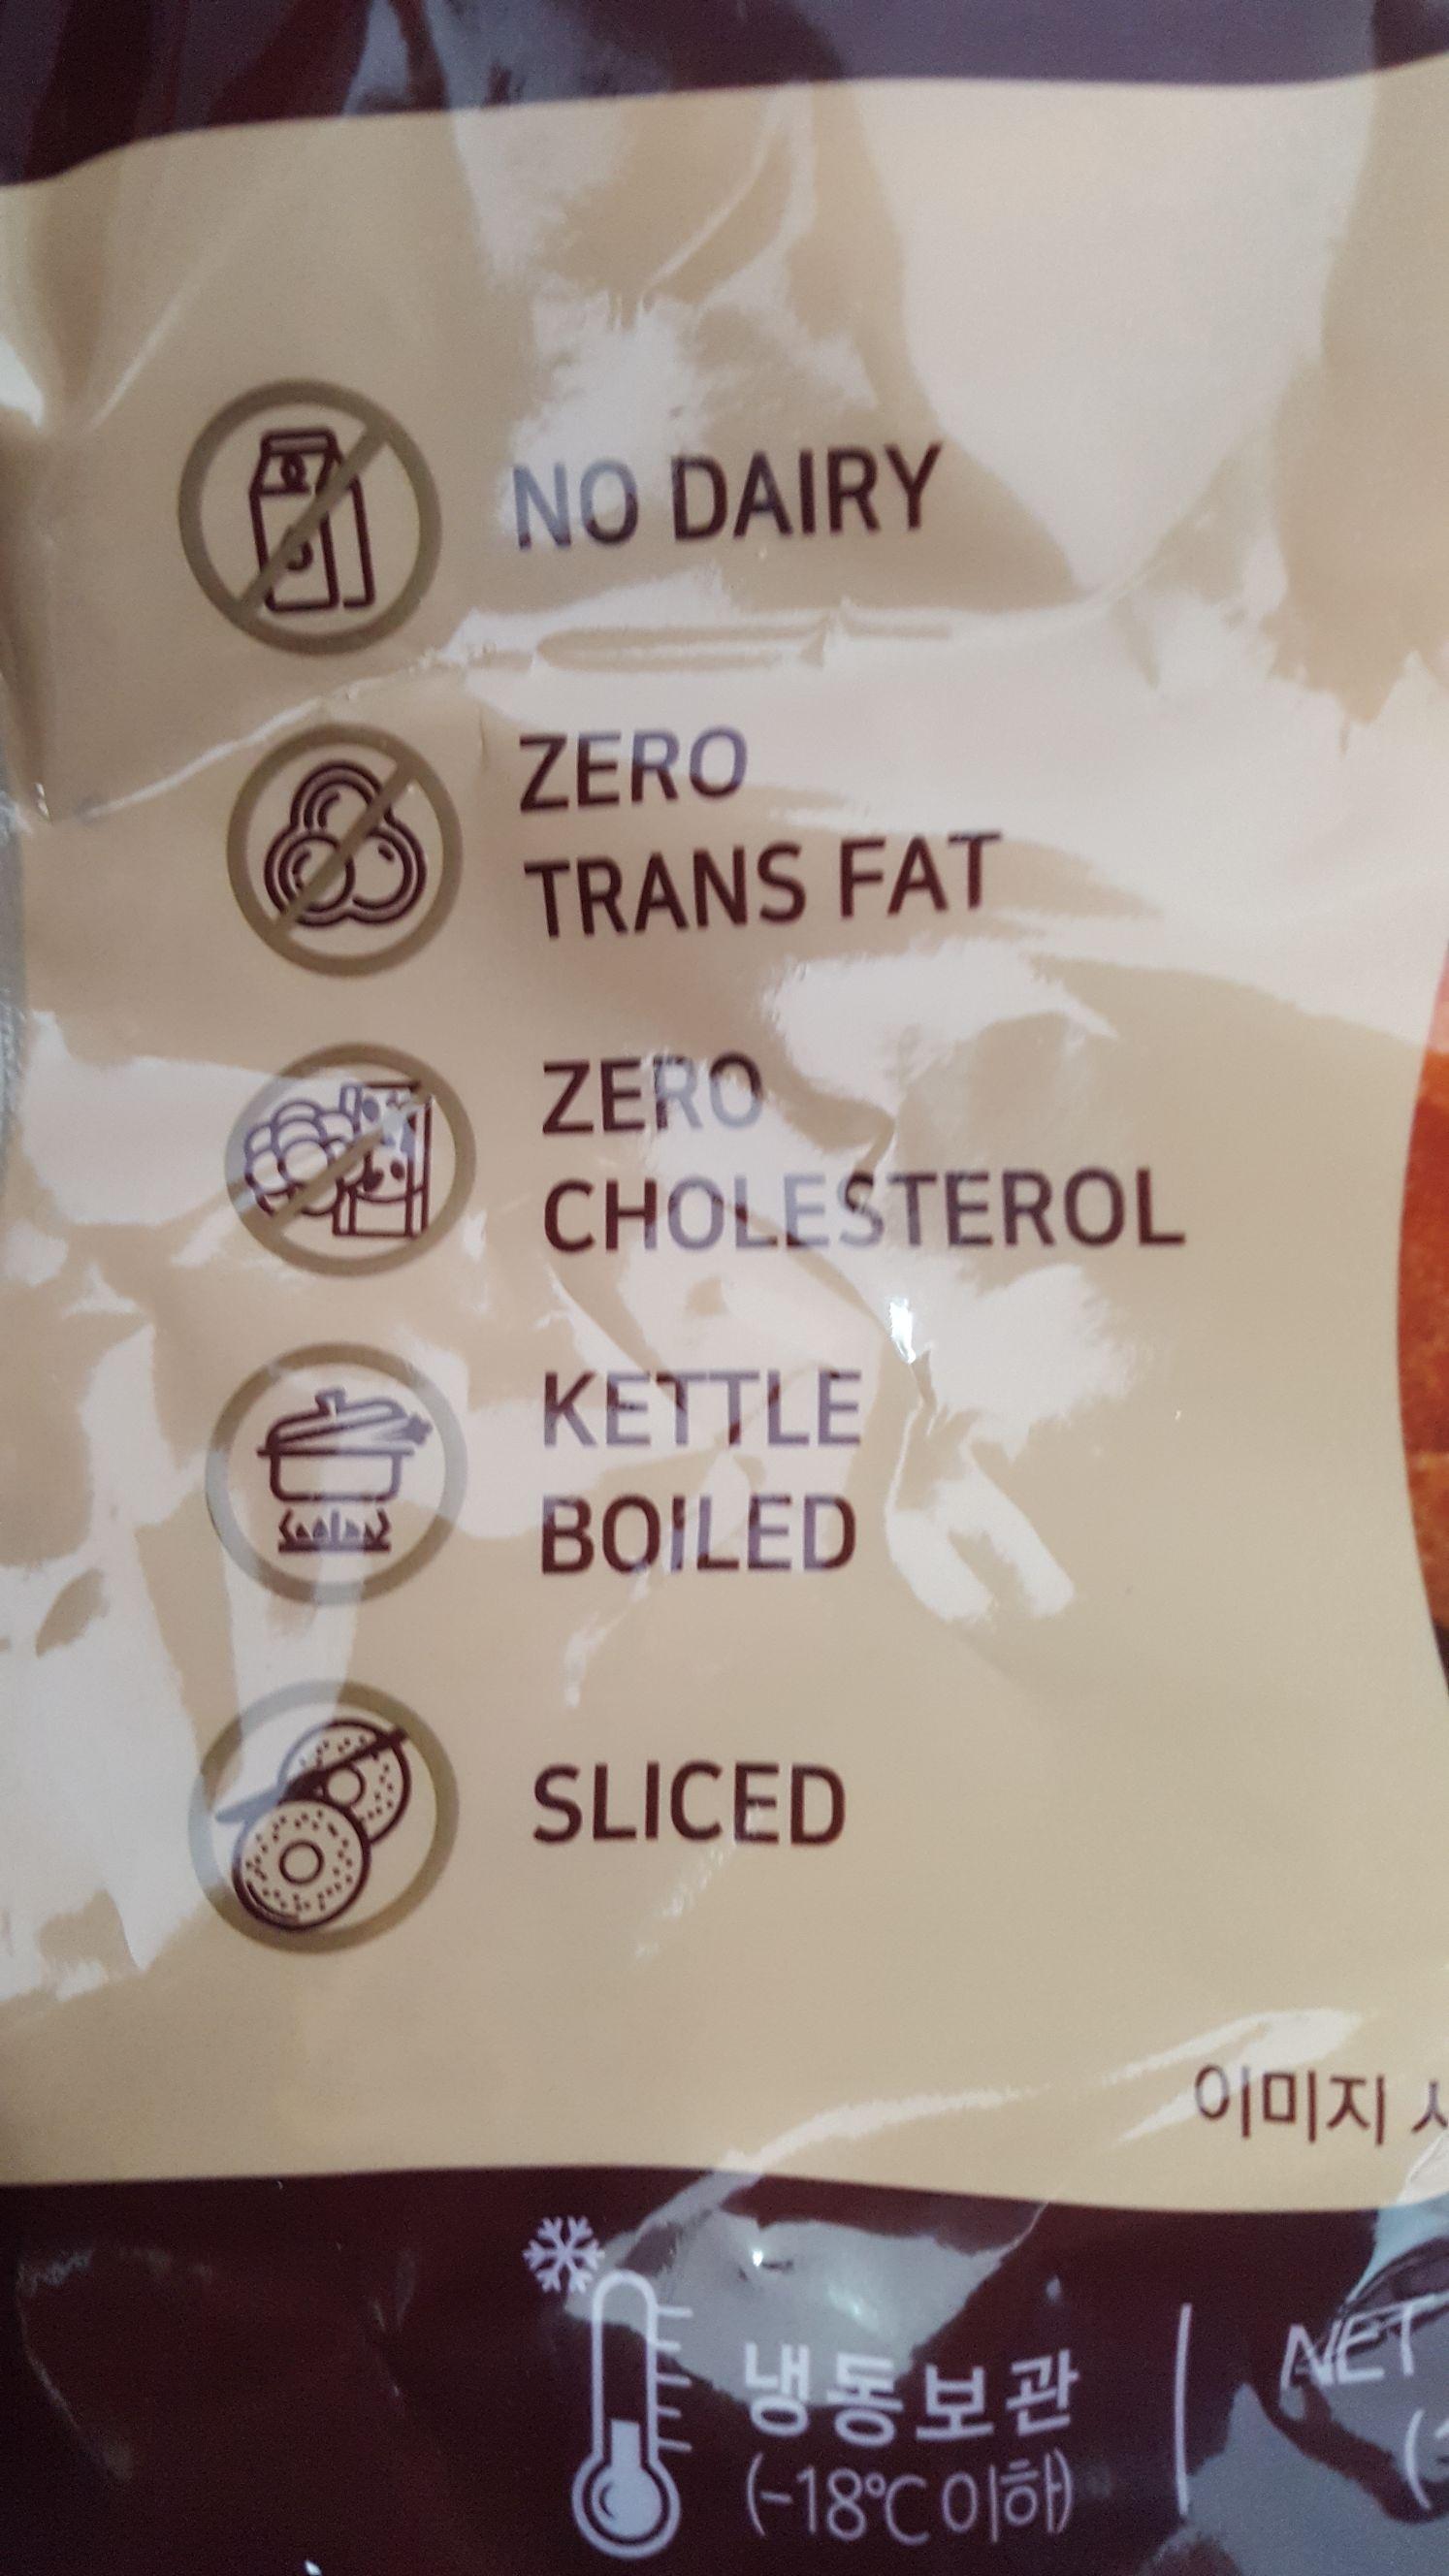 NO DAIRY
ZERO
TRANS FAT
ZERO
CHOLESTEROL
KETTLE
BOILED
SLICED
이미지
냉동보관
(-18℃ 이하)
NET